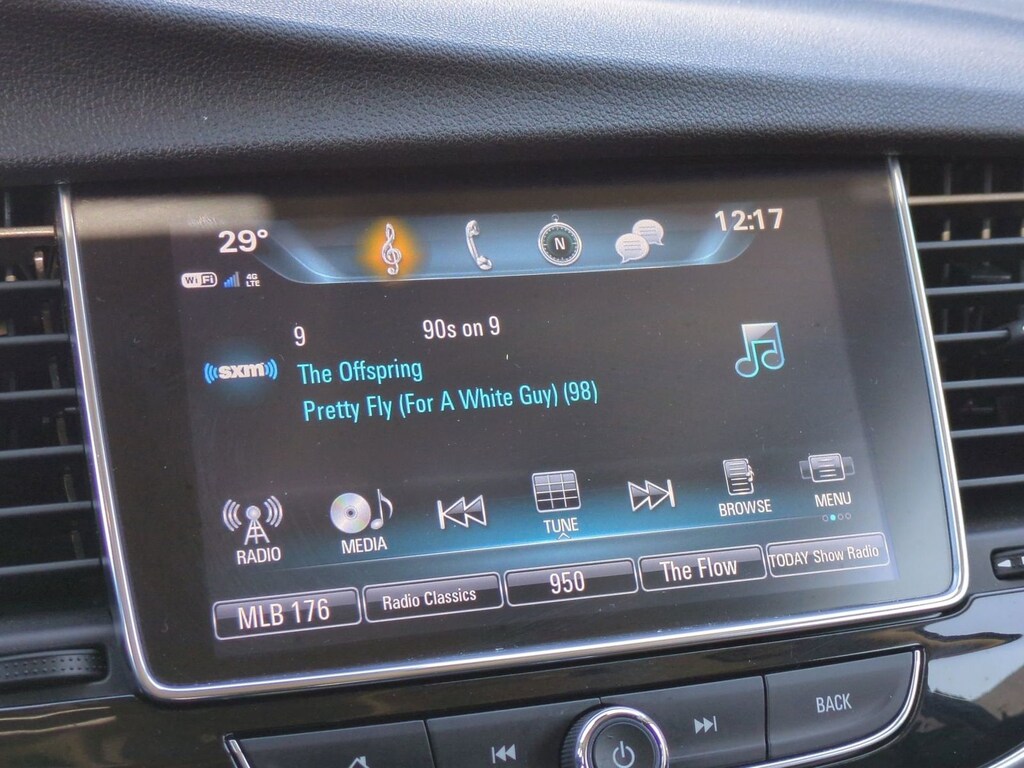 29°
N
12:17
WiFi
4G
LTE
9
90s on 9
sxm
The Offspring
Pretty Fly (For A White Guy) (98)
RADIO
MEDIA
TUNE
BROWSE
MENU
MLB 176
Radio Classics
950
The Flow
TODAY Show Radio
BACK